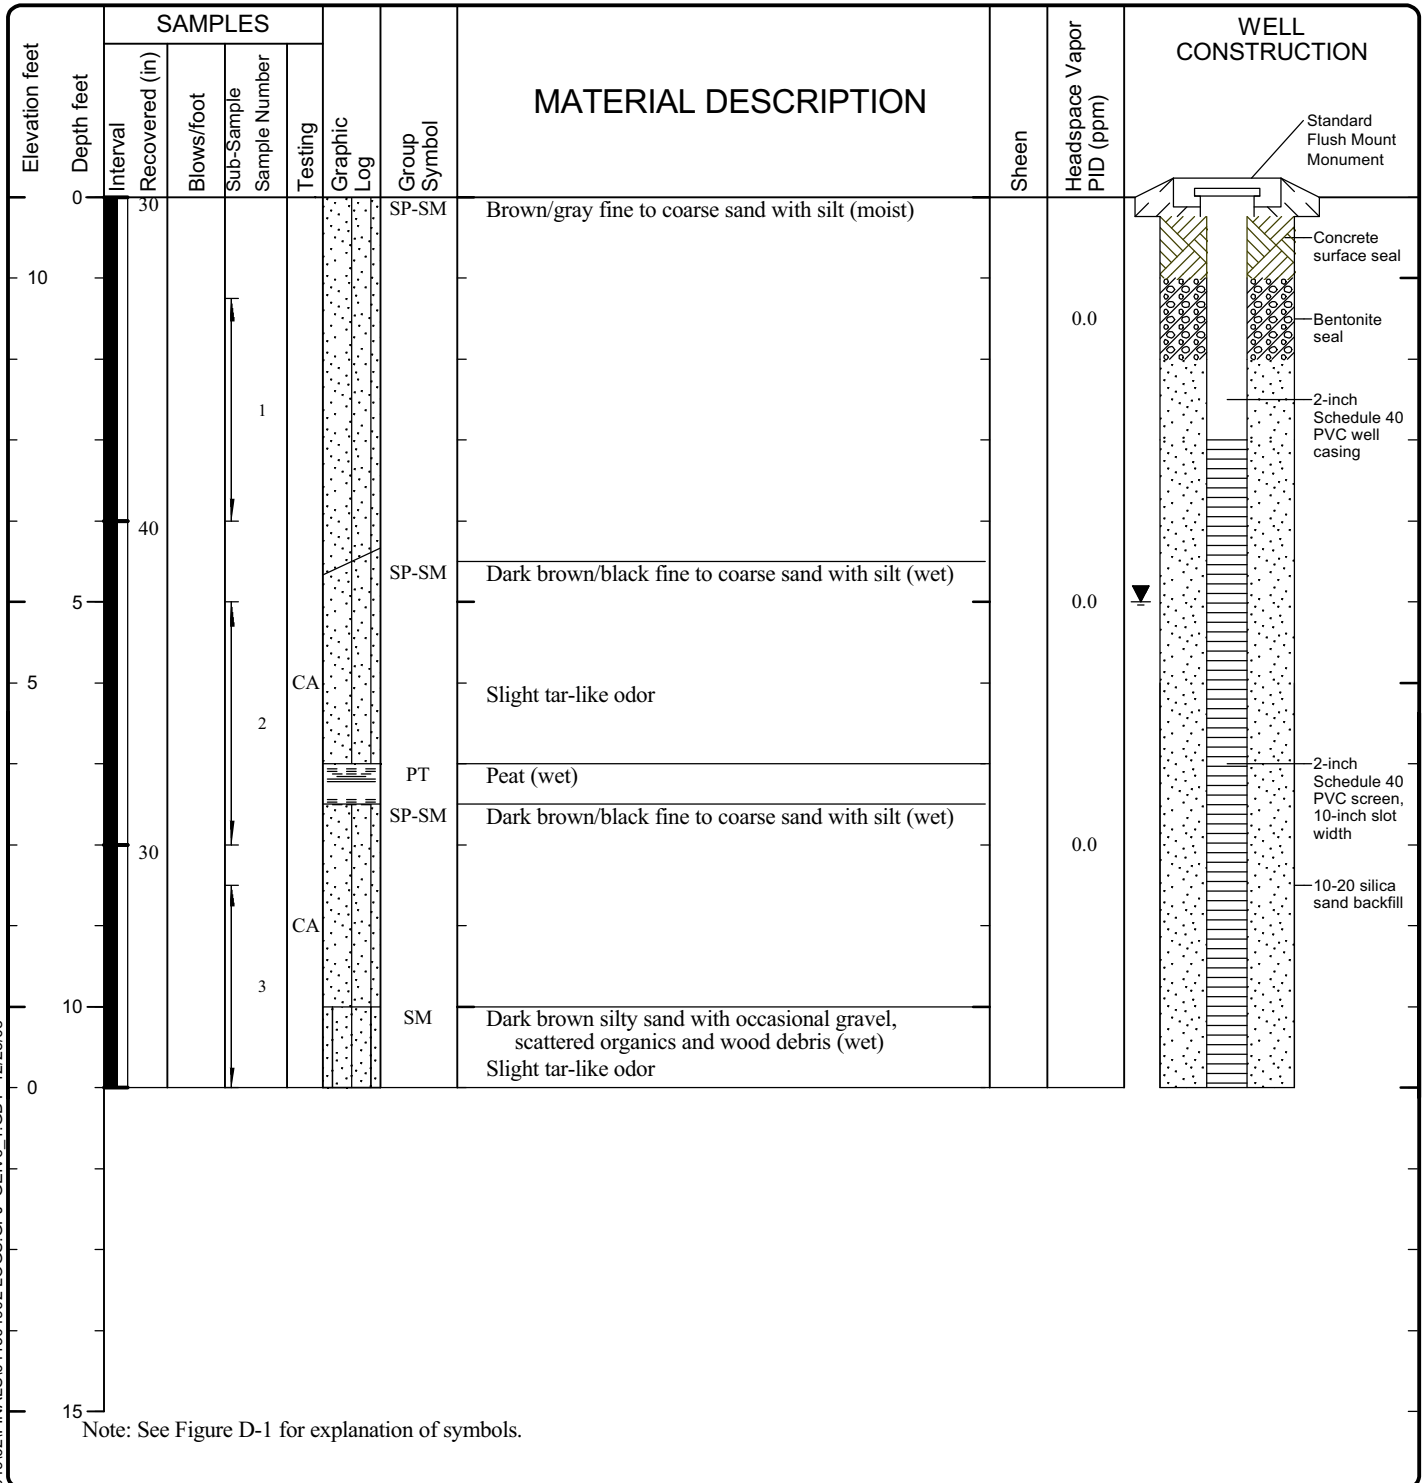 Elevation feet
Depth feet
SAMPLES
Interval
Recovered (in)
Blows/foot
Sub-Sample
Sample Number
Testing
Graphic
Log
Group
Symbol
MATERIAL DESCRIPTION
Sheen
Headspace Vapor
PID (ppm)
WELL
CONSTRUCTION
Standard
Flush Mount
Monument
0
30
SP-SM
Brown/gray fine to coarse sand with silt (moist)
Concrete
surface seal
10
0.0
Bentonite
seal
1
2-inch
Schedule 40
PVC well
casing
40
SP-SM
Dark brown/black fine to coarse sand with silt (wet)
5
0.0
5
CA
Slight tar-like odor
2
PT
Peat (wet)
2-inch
Schedule 40
PVC screen,
10-inch slot
width
SP-SM
Dark brown/black fine to coarse sand with silt (wet)
30
0.0
10-20 silica
sand backfill
CA
3
10
SM
Dark brown silty sand with occasional gravel,
scattered organics and wood debris (wet)
Slight tar-like odor
0
15
Note: See Figure D-1 for explanation of symbols.